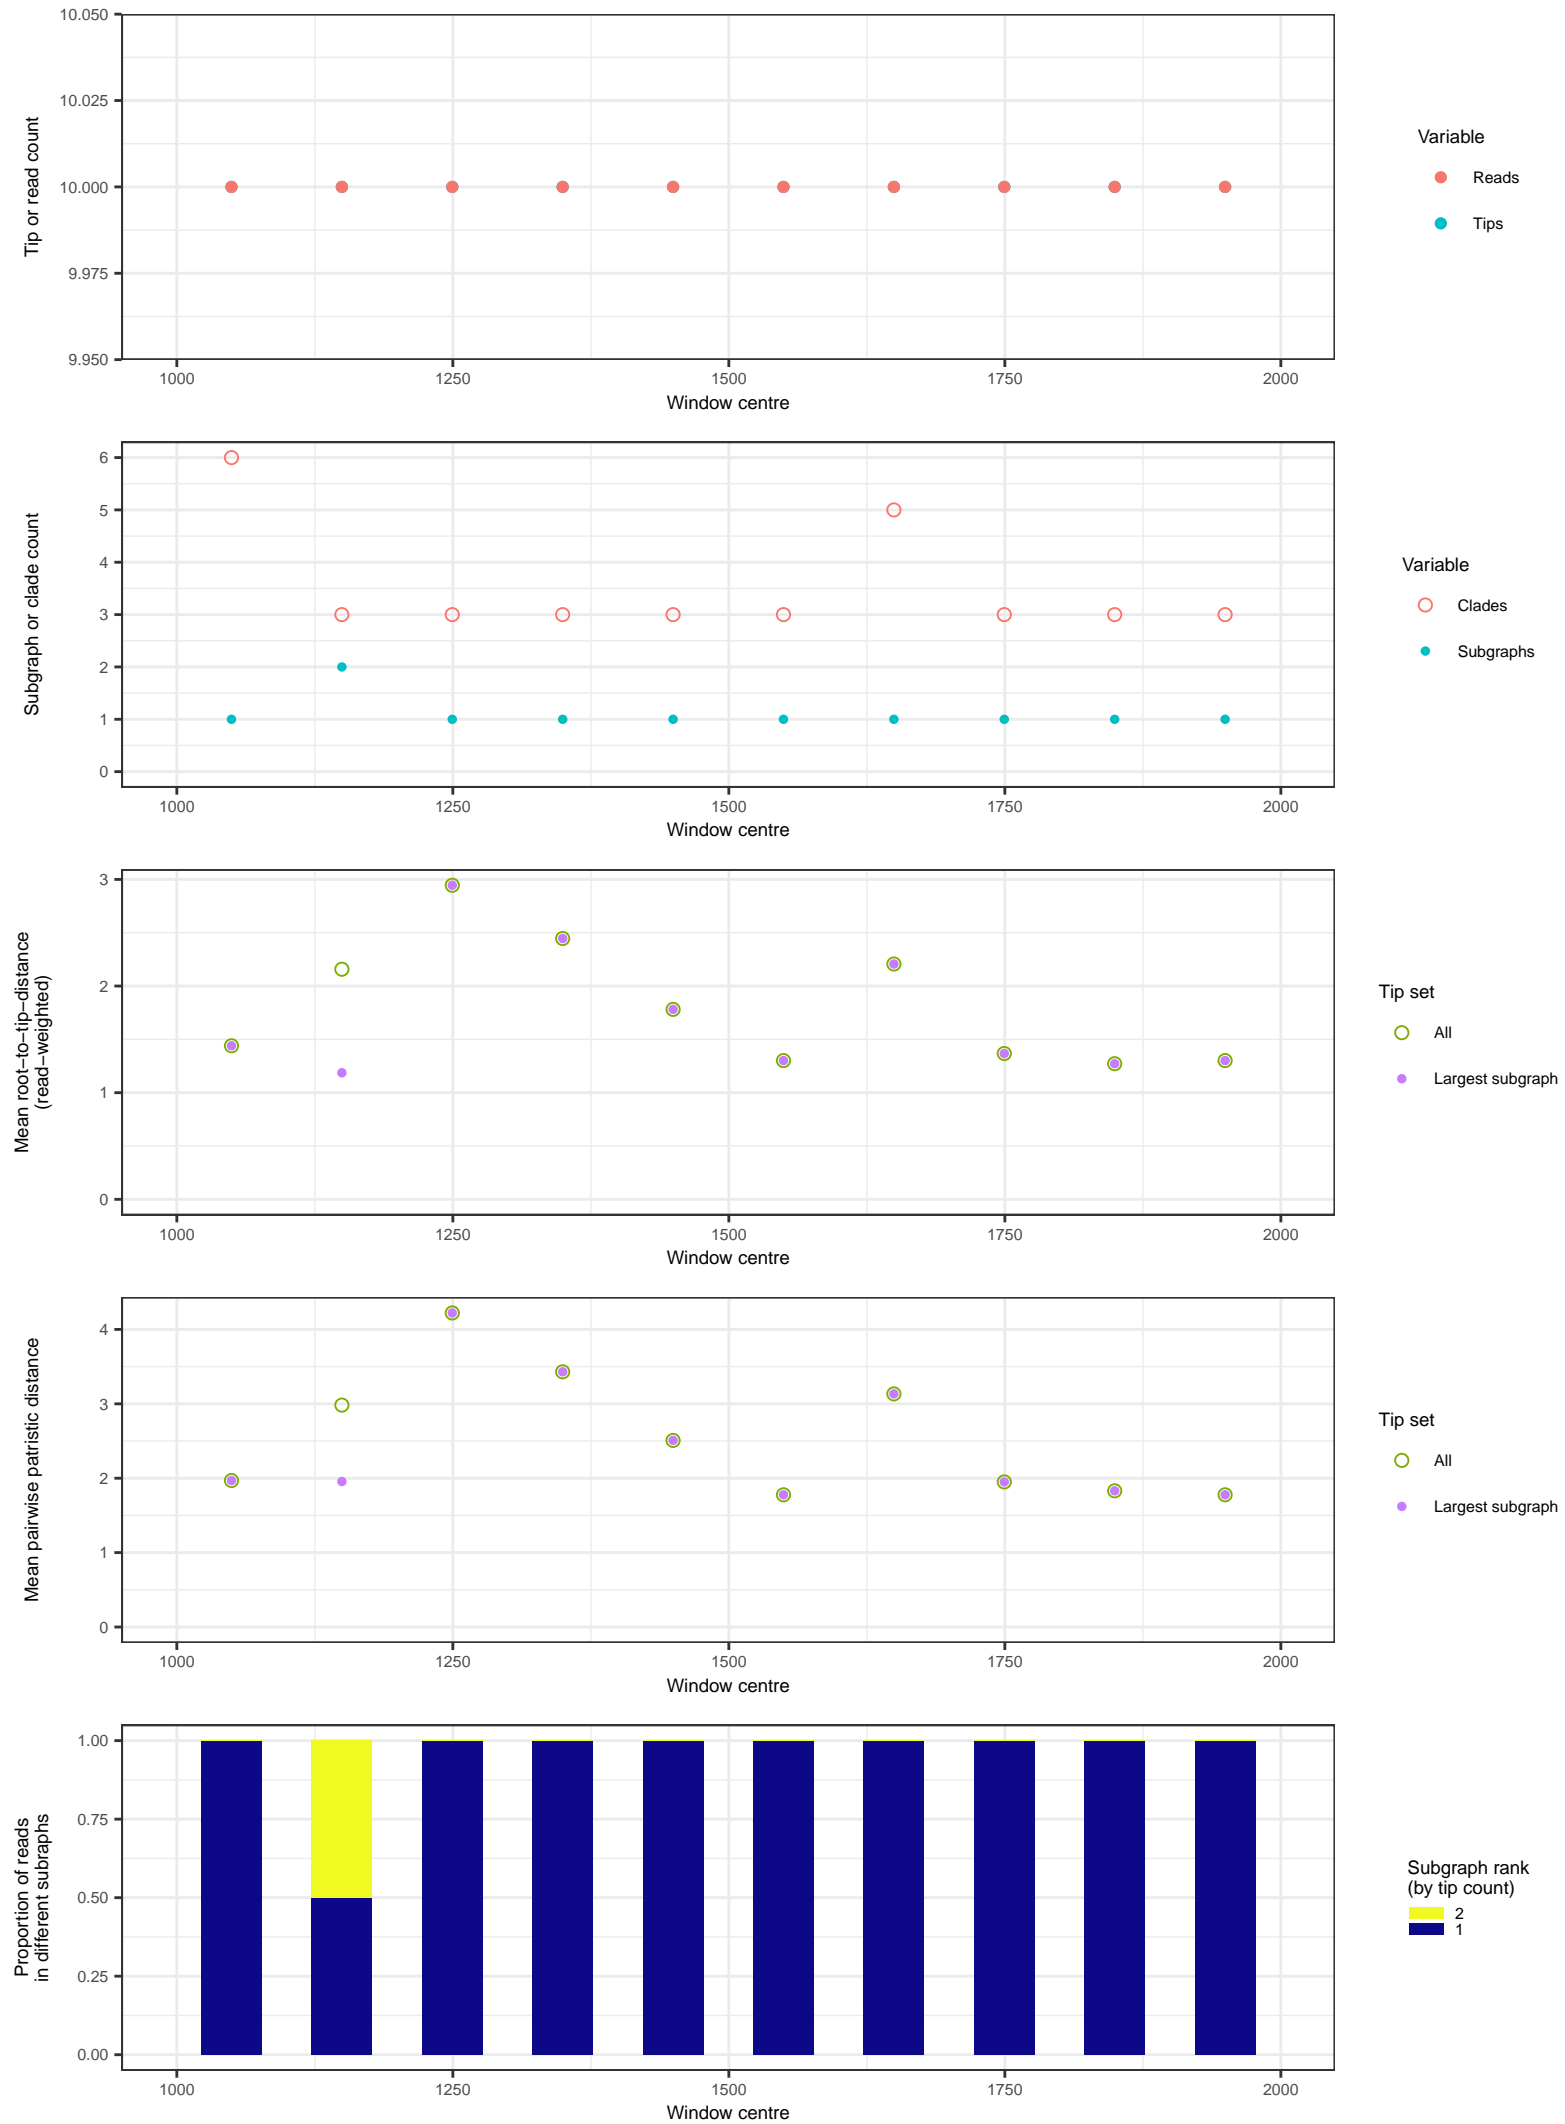 10.050
10.025
10.000
9.975
9.950
Tip or read count
1000 1250 1500 1750 2000
Window centre
Variable
Reads
Tips
6
5
4
3
2
1
0
Subgraph or clade count
1000 1250 1500 1750 2000
Window centre
Variable
Clades
Subgraphs
3
2
1
0
Mean root−to−tip−distance
(read−weighted)
1000 1250 1500 1750 2000
Window centre
Tip set
All
Largest subgraph
4
3
2
1
0
Mean pairwise patristic distance
1000 1250 1500 1750 2000
Window centre
Tip set
All
Largest subgraph
1.00
0.75
0.50
0.25
0.00
Proportion of reads
in different subraphs
1000 1250 1500 1750 2000
Window centre
Subgraph rank
(by tip count)
2
1